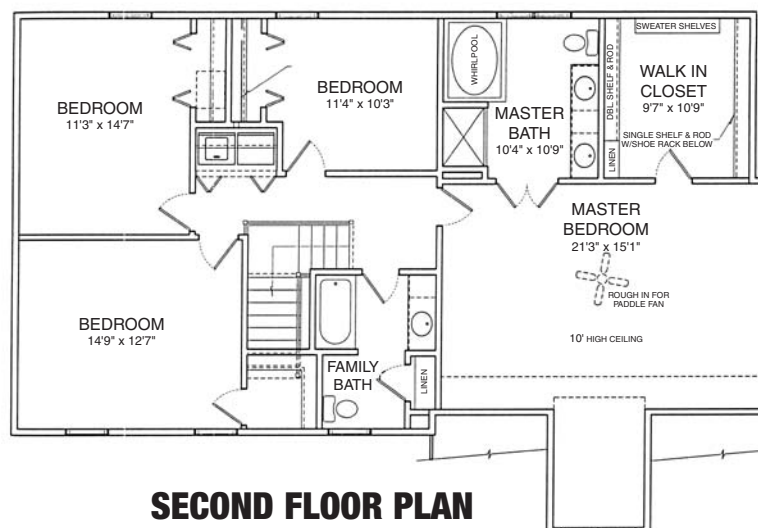 BEDROOM
11'3" x 14'7"
BEDROOM
11'4" x 10'3"
WHIRLPOOL
MASTER
BATH
10'4" x 10'9"
SWEATER SHELVES
DBL. SHELF & ROD
WALK IN
CLOSET
9'7" x 10'9"
SINGLE SHELF & ROD
W/SHOE RACK BELOW
LINEN
MASTER
BEDROOM
21'3" x 15'1"
ROUGH IN FOR
PADDLE FAN
10' HIGH CEILING
BEDROOM
14'9" x 12'7"
FAMILY
BATH
LINEN
SECOND FLOOR PLAN